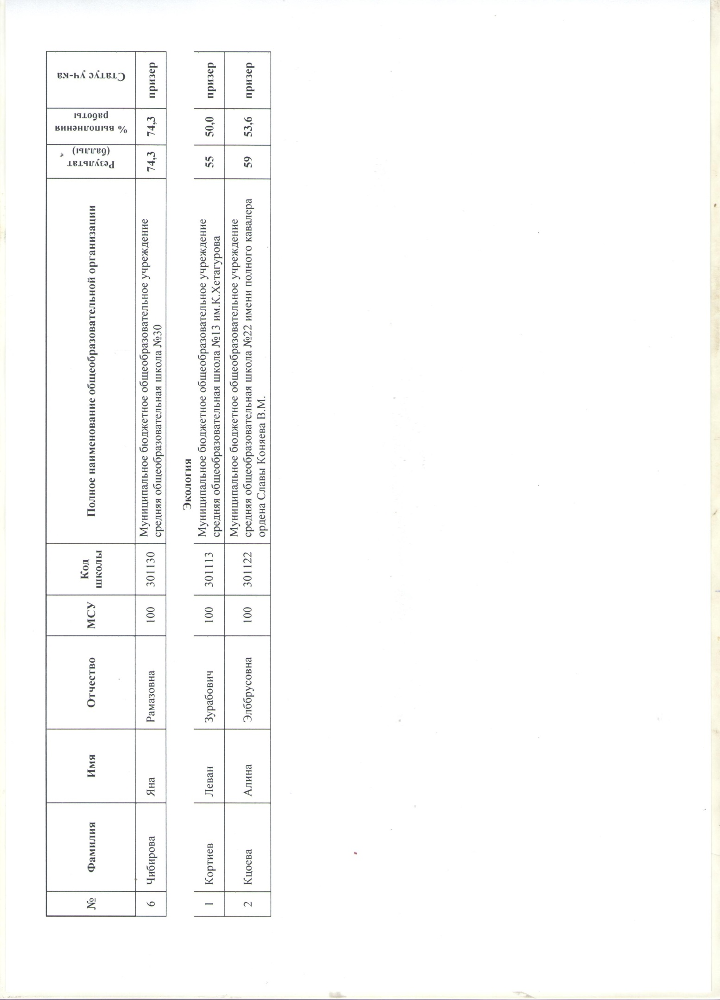 №
Фамилия
Имя
Отчество
МСУ
Код
школы
Полное наименование общеобразовательной организации
Результат
(баллы)
% выполнения
работы
Статус уч-ка
6
Чибирова
Яна
Рамазовна
100
301130
Муниципальное бюджетное общеобразовательное учреждение
средняя общеобразовательная школа №30
74,3
74,3
призер
Экология
1
Кортиев
Леван
Зурабович
100
301113
Муниципальное бюджетное общеобразовательное учреждение
средняя общеобразовательная школа №13 им.К.Хетагурова
55
50,0
призер
2
Кцоева
Алина
Элббрусовна
100
301122
Муниципальное бюджетное общеобразовательное учреждение
средняя общеобразовательная школа №22 имени полного кавалера
ордена Славы Коняева В.М.
59
53,6
призер